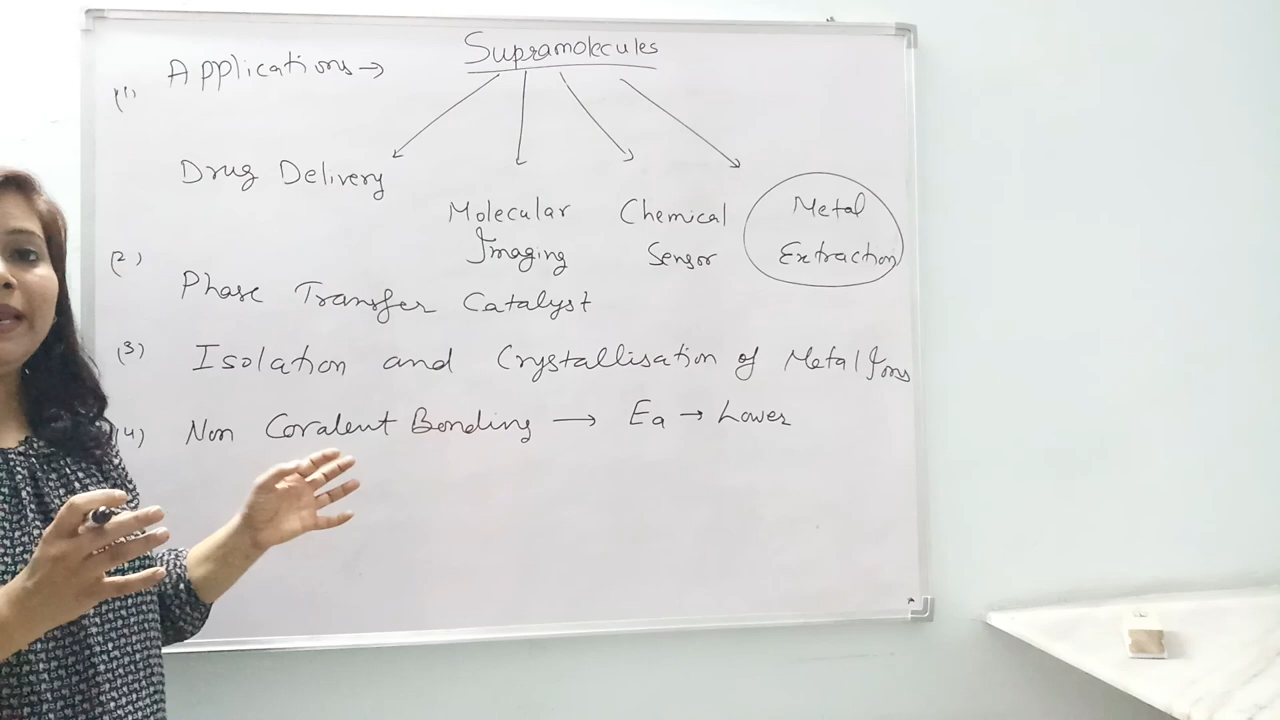 Supramolecules
Applications →
(1)
Drug Delivery
Molecular
Imaging
Chemical
Sensor
Metal
Extraction
(2)
Phase Transfer Catalyst
(3) Isolation and Crystallisation of Metal Ions
(4) Non Covalent Bonding → Ea → Lower